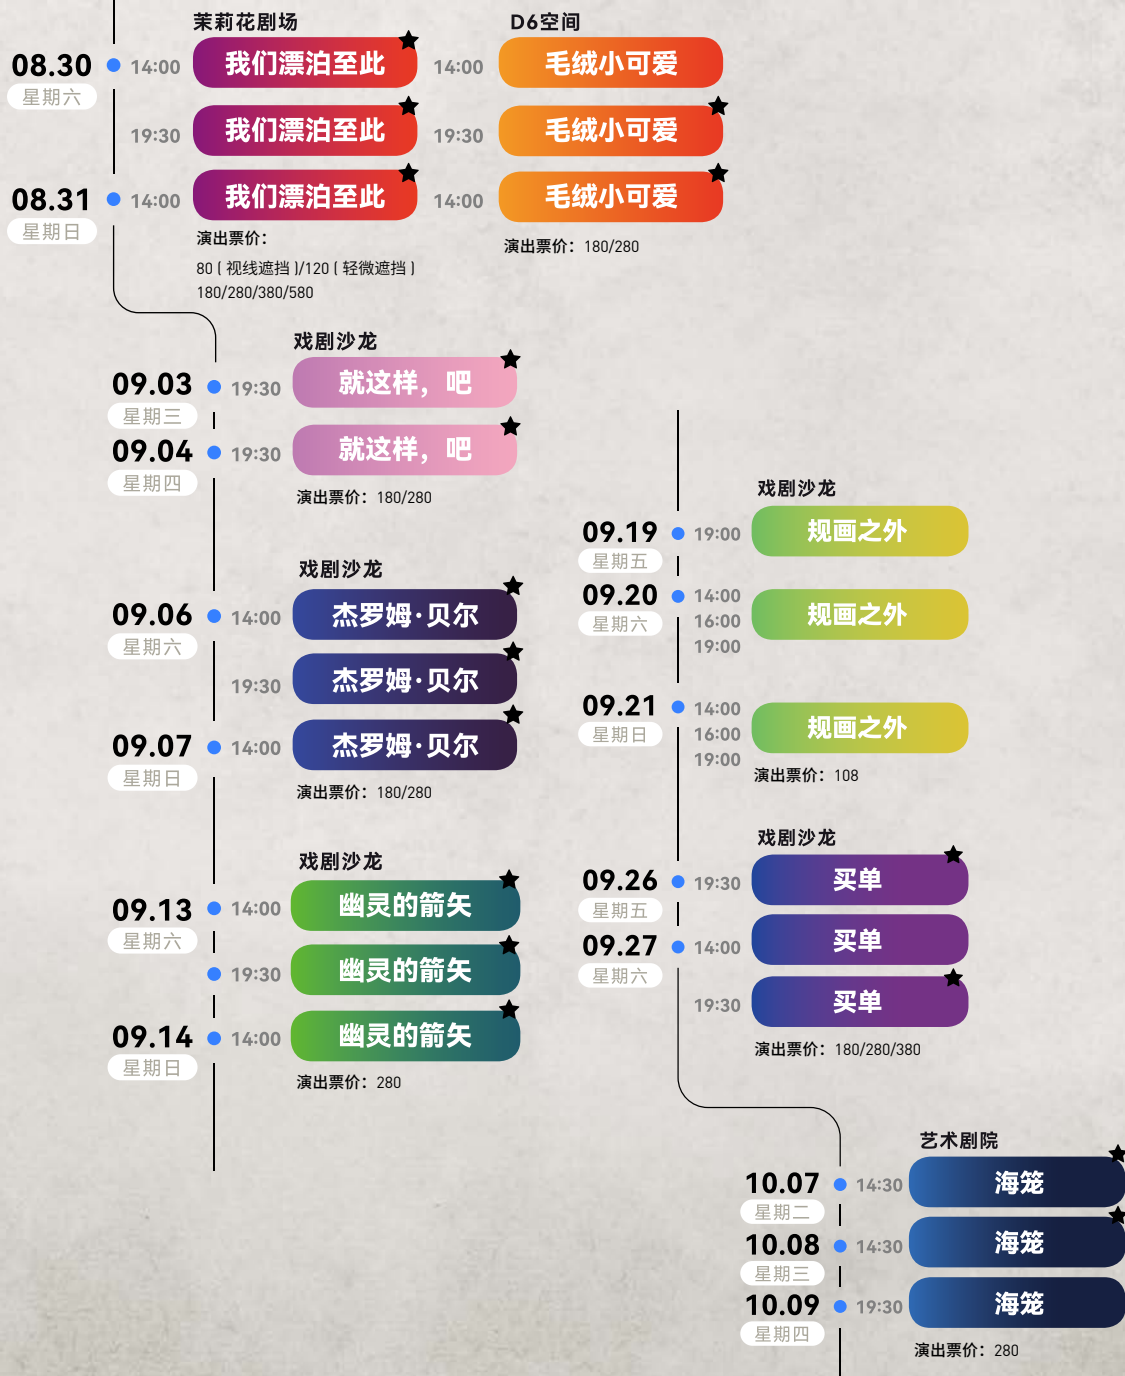 茉莉花剧场
D6空间
08.30
星期六
14:00
我们漂泊至此
14:00
毛绒小可爱
19:30
我们漂泊至此
19:30
毛绒小可爱
08.31
星期日
14:00
我们漂泊至此
14:00
毛绒小可爱
演出票价：
80 ( 视线遮挡 )/120 ( 轻微遮挡 )
180/280/380/580
演出票价：180/280
戏剧沙龙
09.03
星期三
19:30
就这样，吧
09.04
星期四
19:30
就这样，吧
演出票价：180/280
戏剧沙龙
09.06
星期六
14:00
杰罗姆·贝尔
19:30
杰罗姆·贝尔
09.07
星期日
14:00
杰罗姆·贝尔
演出票价：180/280
戏剧沙龙
09.13
星期六
14:00
幽灵的箭矢
19:30
幽灵的箭矢
09.14
星期日
14:00
幽灵的箭矢
演出票价：280
戏剧沙龙
09.19
星期五
19:00
规画之外
09.20
星期六
14:00
16:00
19:00
规画之外
09.21
星期日
14:00
16:00
19:00
规画之外
演出票价：108
戏剧沙龙
09.26
星期五
19:30
买单
09.27
星期六
14:00
买单
19:30
买单
演出票价：180/280/380
艺术剧院
10.07
星期二
14:30
海笼
10.08
星期三
14:30
海笼
10.09
星期四
19:30
海笼
演出票价：280